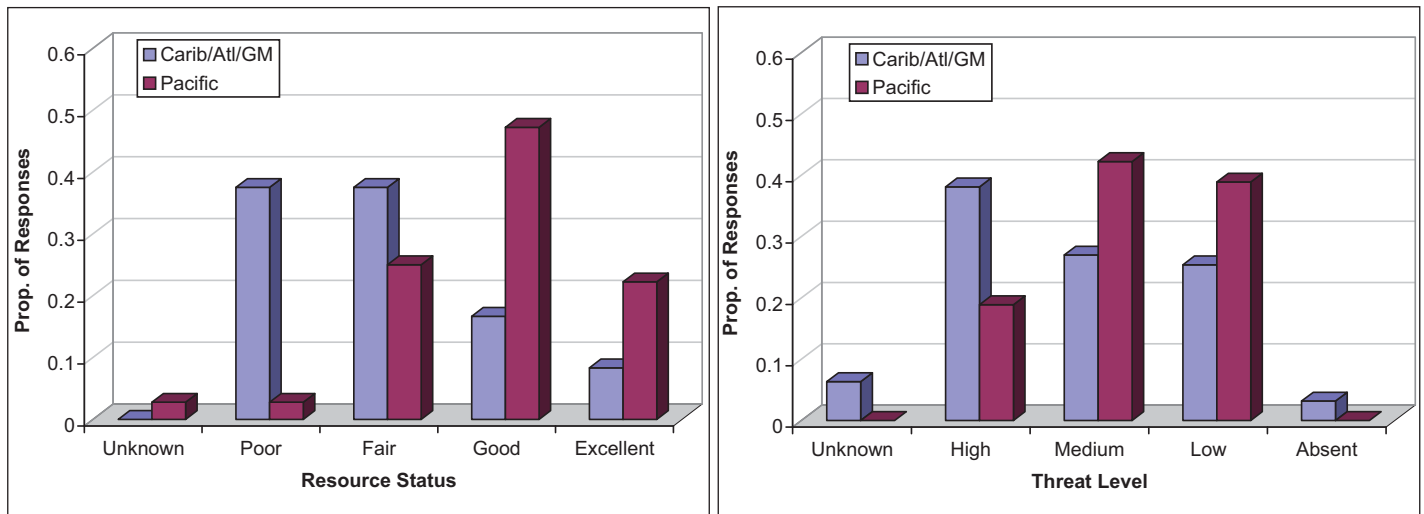 0.6
0.5
0.4
0.3
0.2
0.1
0
Prop. of Responses
Carib/Atl/GM
Pacific
Unknown Poor Fair Good Excellent
Resource Status
0.6
0.5
0.4
0.3
0.2
0.1
0
Prop. of Responses
Carib/Atl/GM
Pacific
Unknown High Medium Low Absent
Threat Level